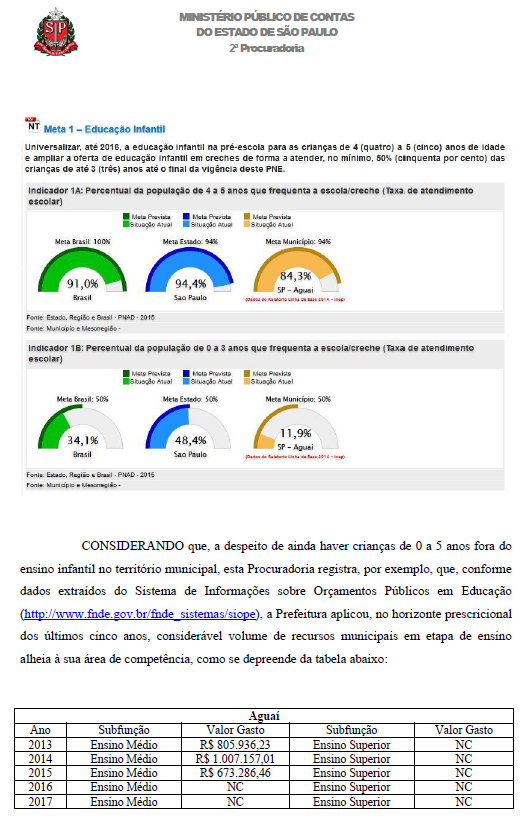 MINISTÉRIO PÚBLICO DE CONTAS
DO ESTADO DE SÃO PAULO
2ª Procuradoria
NT Meta 1 – Educação Infantil
Universalizar, até 2016, a educação infantil na pré-escola para as crianças de 4 (quatro) a 5 (cinco) anos de idade
e ampliar a oferta de educação infantil em creches de forma a atender, no mínimo, 50% (cinquenta por cento) das
crianças de até 3 (três) anos até o final da vigência deste PNE.
Indicador 1A: Percentual da população de 4 a 5 anos que frequenta a escola/creche (Taxa de atendimento
escolar)
Meta Prevista Meta Prevista Meta Prevista
Situação Atual Situação Atual Situação Atual
Meta Brasil: 100% Meta Estado: 94% Meta Município: 94%
91,0% 94,4% 84,3%
Brasil Sao Paulo SP - Aguai
(Dados do Relatorio Linha de Base 2014 - Inep)
Fonte: Estado, Região e Brasil - PNAD - 2015
Fonte: Município e Mesorregião -
Indicador 1B: Percentual da população de 0 a 3 anos que frequenta a escola/creche (Taxa de atendimento
escolar)
Meta Prevista Meta Prevista Meta Prevista
Situação Atual Situação Atual Situação Atual
Meta Brasil: 50% Meta Estado: 50% Meta Município: 50%
34,1% 48,4% 11,9%
Brasil Sao Paulo SP - Aguai
(Dados do Relatorio Linha de Base 2014 - Inep)
Fonte: Estado, Região e Brasil - PNAD - 2015
Fonte: Município e Mesorregião -
CONSIDERANDO que, a despeito de ainda haver crianças de 0 a 5 anos fora do
ensino infantil no território municipal, esta Procuradoria registra, por exemplo, que, conforme
dados extraídos do Sistema de Informações sobre Orçamentos Públicos em Educação
(http://www.fnde.gov.br/fnde_sistemas/siope), a Prefeitura aplicou, no horizonte prescricional
dos últimos cinco anos, considerável volume de recursos municipais em etapa de ensino
alheia à sua área de competência, como se depreende da tabela abaixo:
Aguaí
Ano Subfunção Valor Gasto Subfunção Valor Gasto
2013 Ensino Médio R$ 805.936,23 Ensino Superior NC
2014 Ensino Médio R$ 1.007.157,01 Ensino Superior NC
2015 Ensino Médio R$ 673.286,46 Ensino Superior NC
2016 Ensino Médio NC Ensino Superior NC
2017 Ensino Médio NC Ensino Superior NC